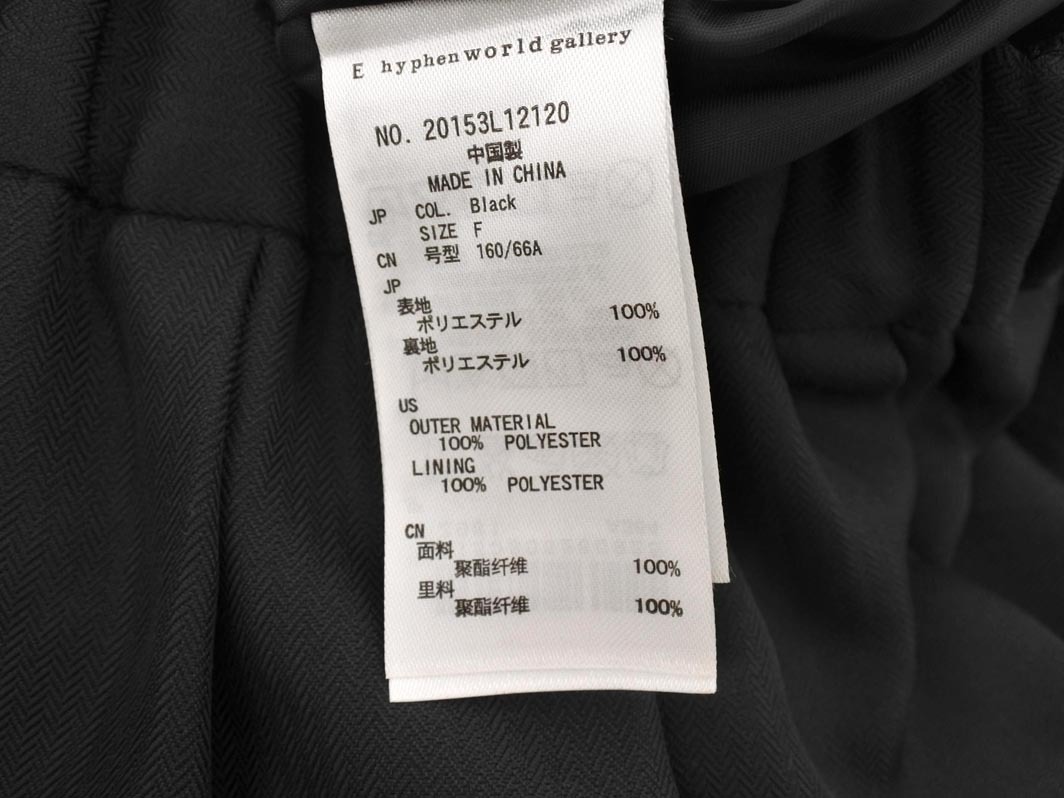 E hyphen world gallery
NO. 20153L12120
中国製
MADE IN CHINA
JP COL. Black
SIZE F
CN 号型 160/66A
JP
表地
ポリエステル 100%
裏地
ポリエステル 100%
US
OUTER MATERIAL
100% POLYESTER
LINING
100% POLYESTER
CN
面料
聚酯纤维 100%
里料
聚酯纤维 100%